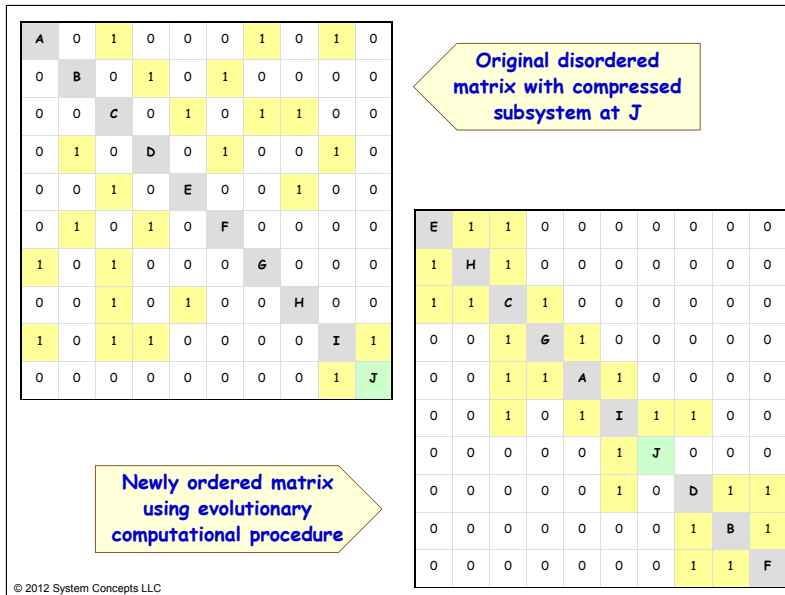 A 0 1 0 0 0 1 0 1 0
0 B 0 1 0 1 0 0 0 0
0 0 C 0 1 0 1 1 0 0
0 1 0 D 0 1 0 0 1 0
0 0 1 0 E 0 0 1 0 0
0 1 0 1 0 F 0 0 0 0
1 0 1 0 0 0 G 0 0 0
0 0 1 0 1 0 0 H 0 0
1 0 1 1 0 0 0 0 I 1
0 0 0 0 0 0 0 0 1 J
Original disordered
matrix with compressed
subsystem at J
E 1 1 0 0 0 0 0 0 0
1 H 1 0 0 0 0 0 0 0
1 1 C 1 0 0 0 0 0 0
0 0 1 G 1 0 0 0 0 0
0 0 1 1 A 1 0 0 0 0
0 0 1 0 1 I 1 1 0 0
0 0 0 0 0 1 J 0 0 0
0 0 0 0 0 1 0 D 1 1
0 0 0 0 0 0 0 1 B 1
0 0 0 0 0 0 0 1 1 F
Newly ordered matrix
using evolutionary
computational procedure
© 2012 System Concepts LLC